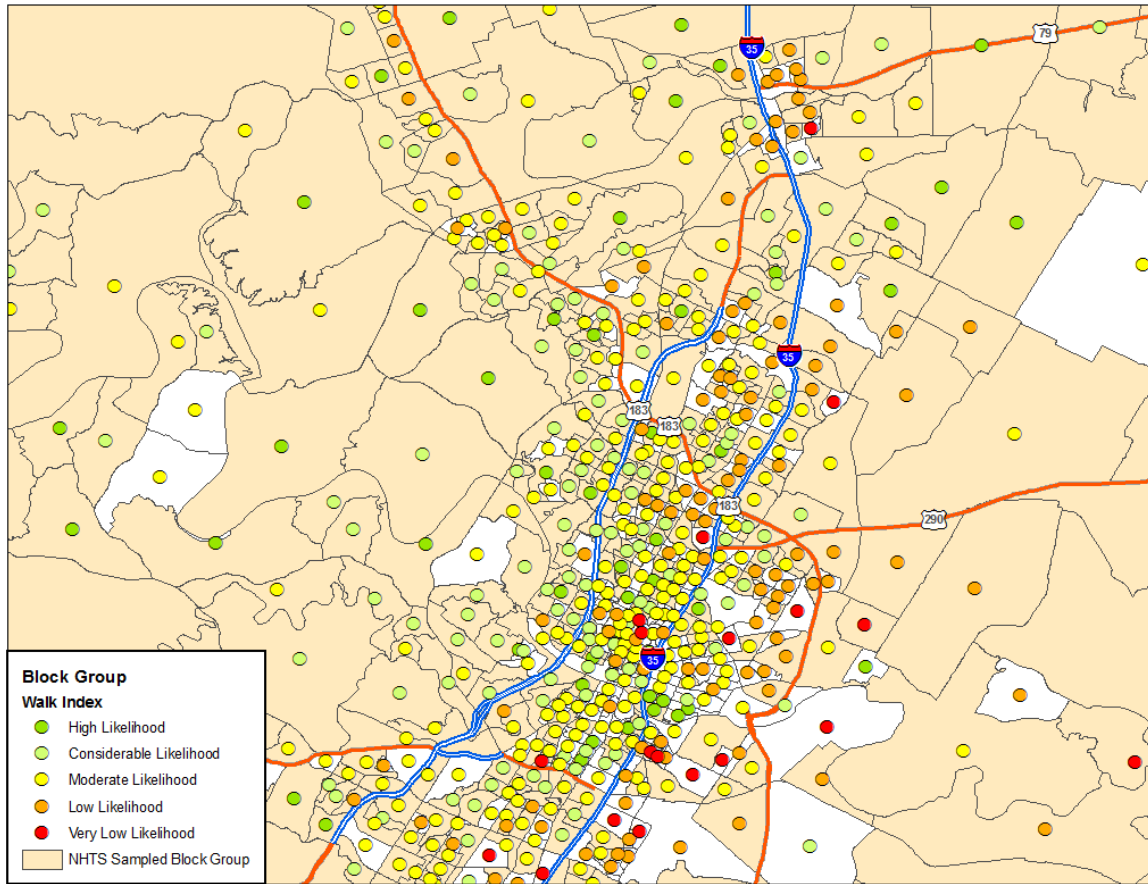 79
35
35
183
183
183
290
35
Block Group
Walk Index
High Likelihood
Considerable Likelihood
Moderate Likelihood
Low Likelihood
Very Low Likelihood
NHTS Sampled Block Group